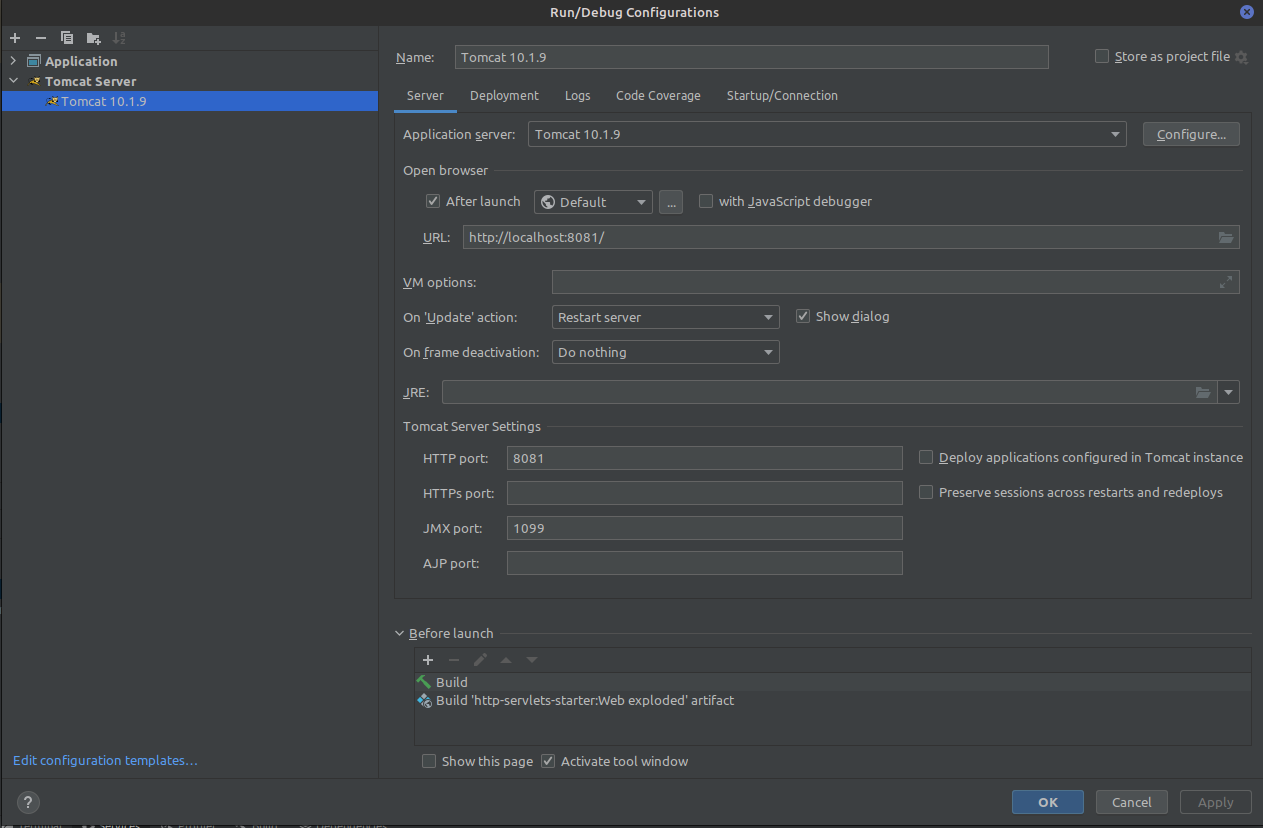 Run/Debug Configurations
Application
Tomcat Server
Tomcat 10.1.9
Edit configuration templates...
Name: Tomcat 10.1.9 Store as project file
Server Deployment Logs Code Coverage Startup/Connection
Application server: Tomcat 10.1.9 Configure...
Open browser
After launch Default ... with JavaScript debugger
URL: http://localhost:8081/
VM options:
On 'Update' action: Restart server Show dialog
On frame deactivation: Do nothing
JRE:
Tomcat Server Settings
HTTP port: 8081 Deploy applications configured in Tomcat instance
HTTPs port: Preserve sessions across restarts and redeploys
JMX port: 1099
AJP port:
Before launch
Build
Build 'http-servlets-starter:Web exploded' artifact
Show this page Activate tool window
? OK Cancel Apply